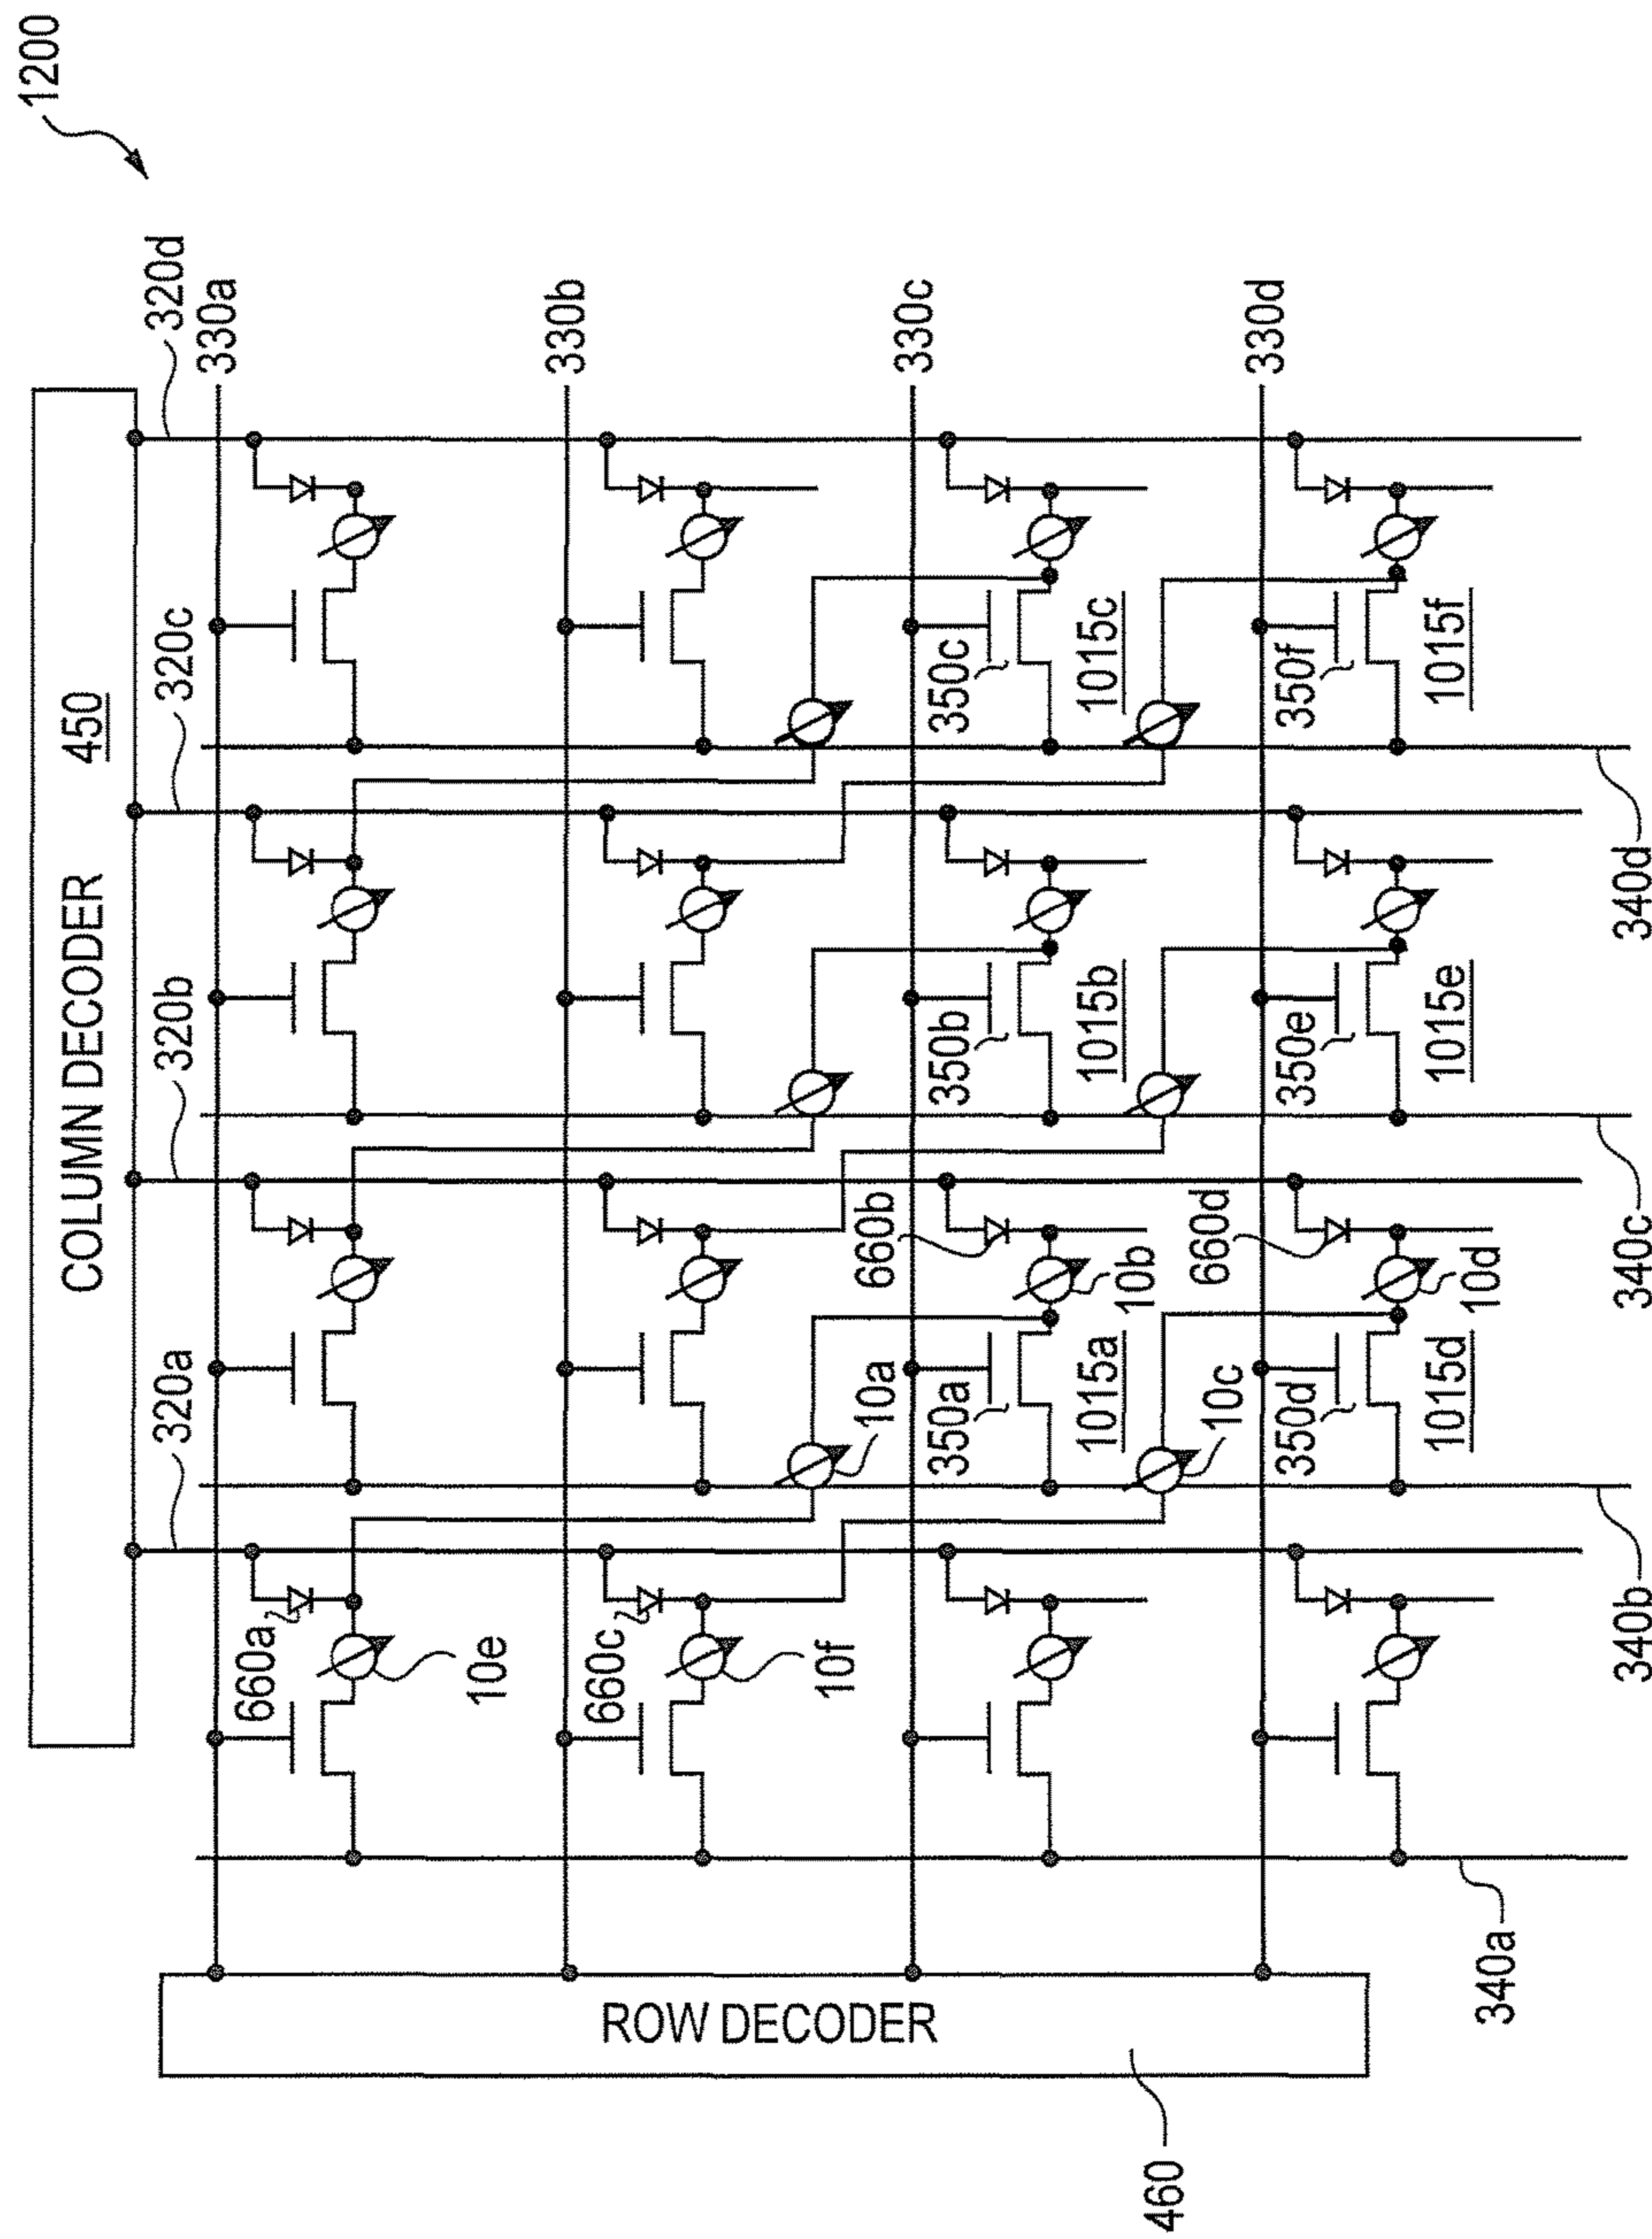 1200
COLUMN DECODER 450
320a
320b
320c
320d
330a
330b
330c
330d
660a
10e
660c
10f
10a
350a
1015a
660b
10b
350b
1015b
350c
1015c
10c
350d
1015d
660d
10d
350e
1015e
350f
1015f
340a
340b
340c
340d
ROW DECODER
460